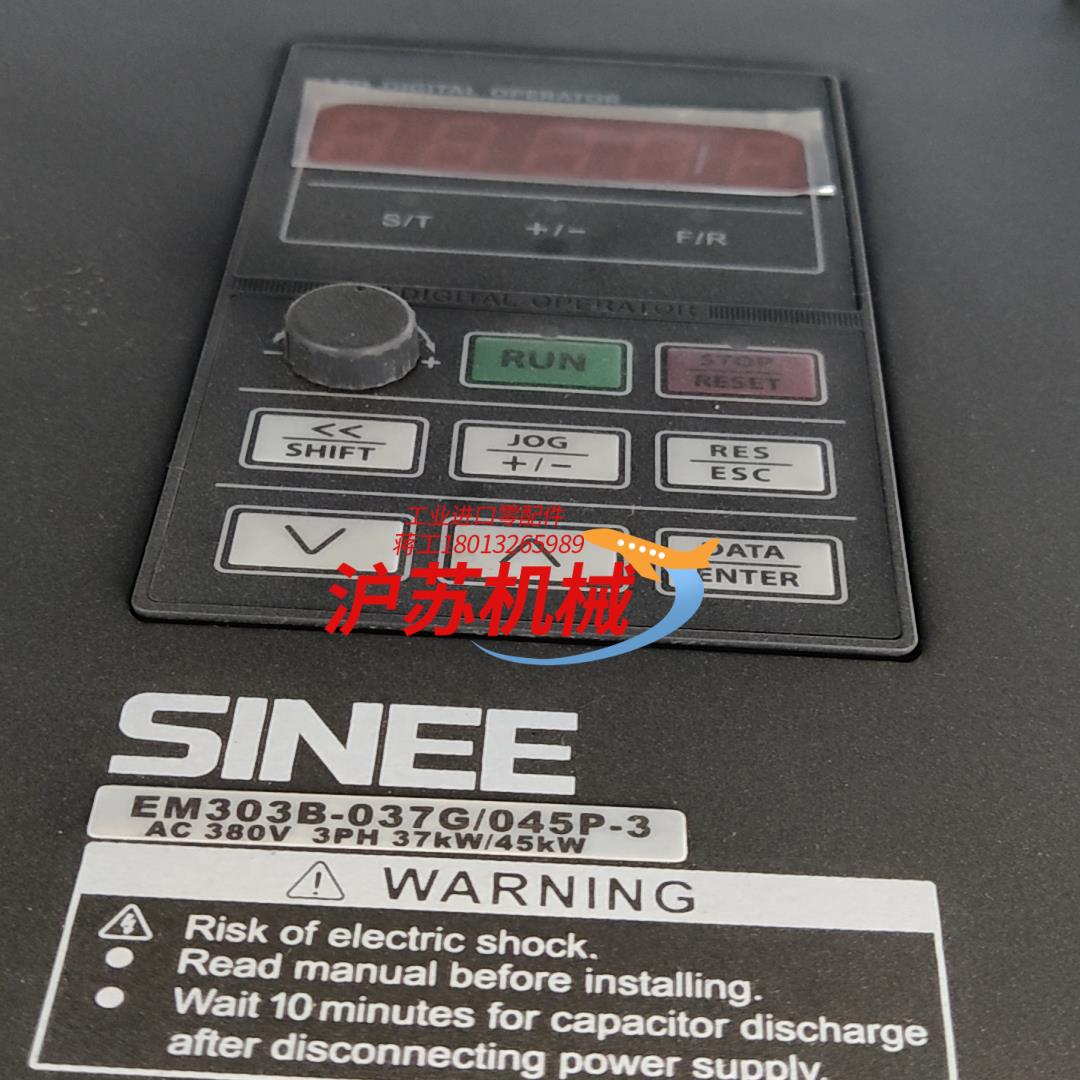 LED DIGITAL OPERATOR
S/T +/- F/R
DIGITAL OPERATOR
- +
RUN
STOP
RESET
<<
SHIFT
JOG
+/-
RES
ESC
工业进口零配件
蒋工18013265989
沪苏机械
DATA
ENTER
SINEE
EM303B-037G/045P-3
AC 380V 3PH 37kW/45kW
WARNING
Risk of electric shock.
Read manual before installing.
Wait 10 minutes for capacitor discharge
after disconnecting power supply.